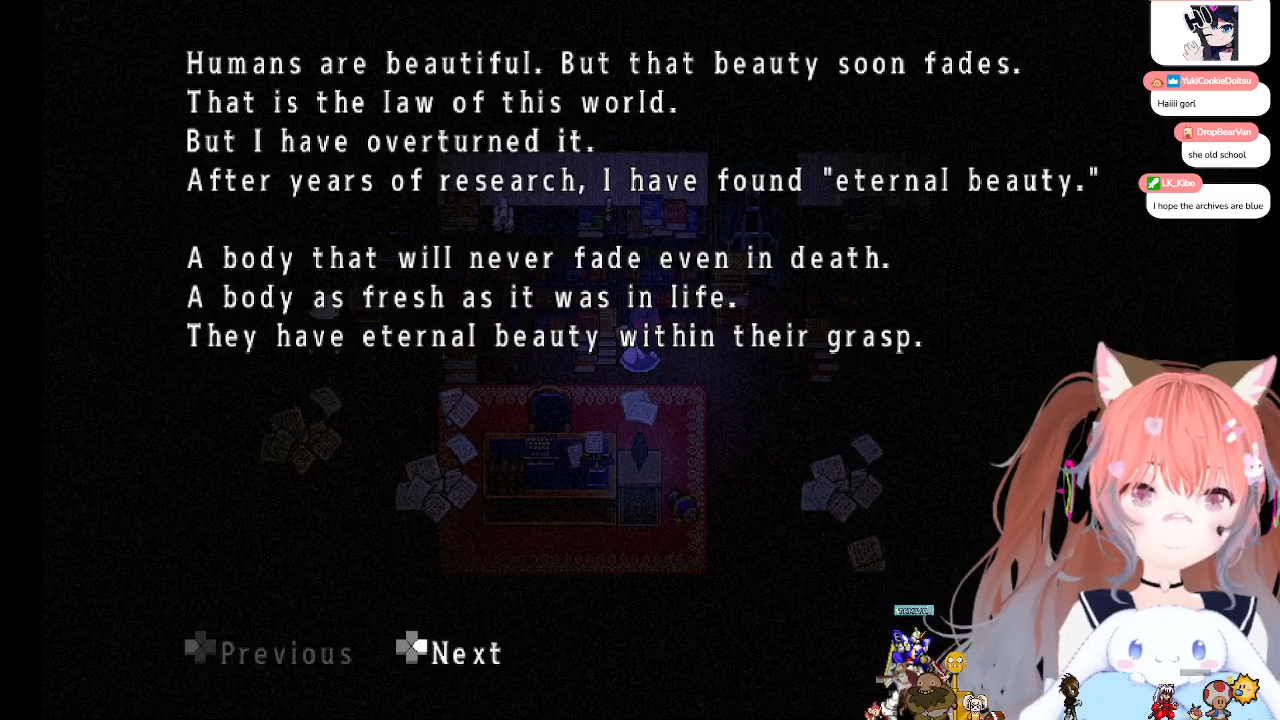 Humans are beautiful. But that beauty soon fades.
That is the law of this world.
But I have overturned it.
After years of research, I have found "eternal beauty."
A body that will never fade even in death.
A body as fresh as it was in life.
They have eternal beauty within their grasp.
Previous
Next
HI
YukiCookieDoitsu
Haiiii gorl
DropBearVan
she old school
LK_Kibo
I hope the archives are blue